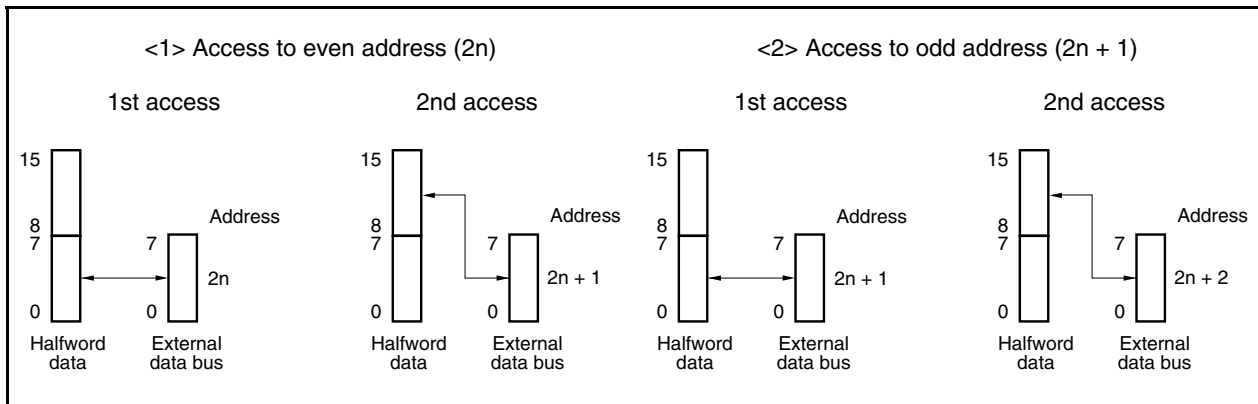 <1> Access to even address (2n)
1st access
15
8
7
0
Halfword
data
Address
7
2n
0
External
data bus
2nd access
15
8
7
0
Halfword
data
Address
7
2n + 1
0
External
data bus
<2> Access to odd address (2n + 1)
1st access
15
8
7
0
Halfword
data
Address
7
2n + 1
0
External
data bus
2nd access
15
8
7
0
Halfword
data
Address
7
2n + 2
0
External
data bus